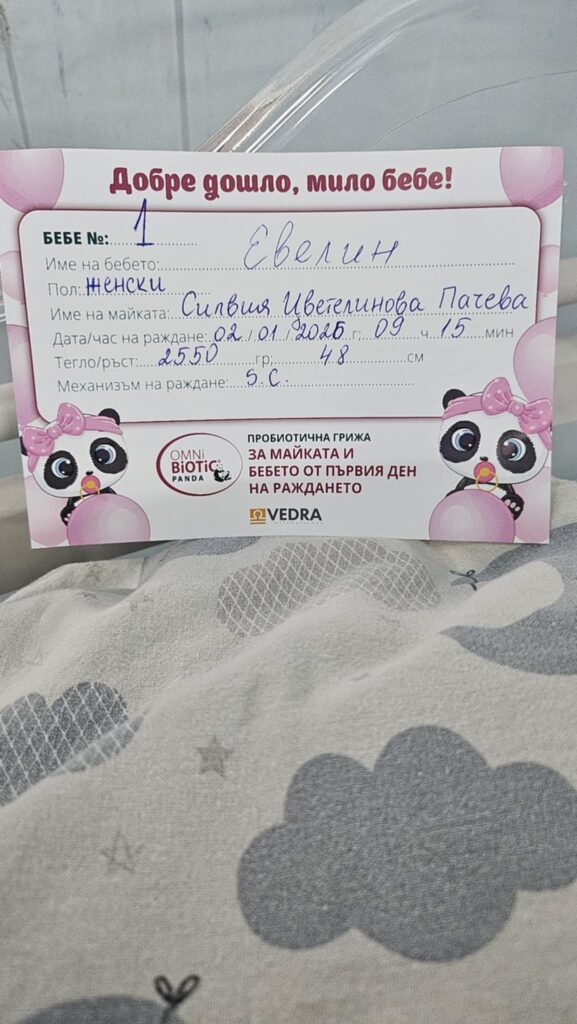 Добре дошло, мило бебе!
БЕБЕ №: 1
Име на бебето: Евелин
Пол: женски
Име на майката: Силвия Цветелинова Пачева
Дата/час на раждане: 02 / 01 / 2026 г; 09 ч 15 мин
Тегло/ръст: 2550 гр; 48 см
Механизъм на раждане: S.C.
OMNi
BiOTiC®
PANDA
ПРОБИОТИЧНА ГРИЖА
ЗА МАЙКАТА И
БЕБЕТО ОТ ПЪРВИЯ ДЕН
НА РАЖДАНЕТО
VEDRA